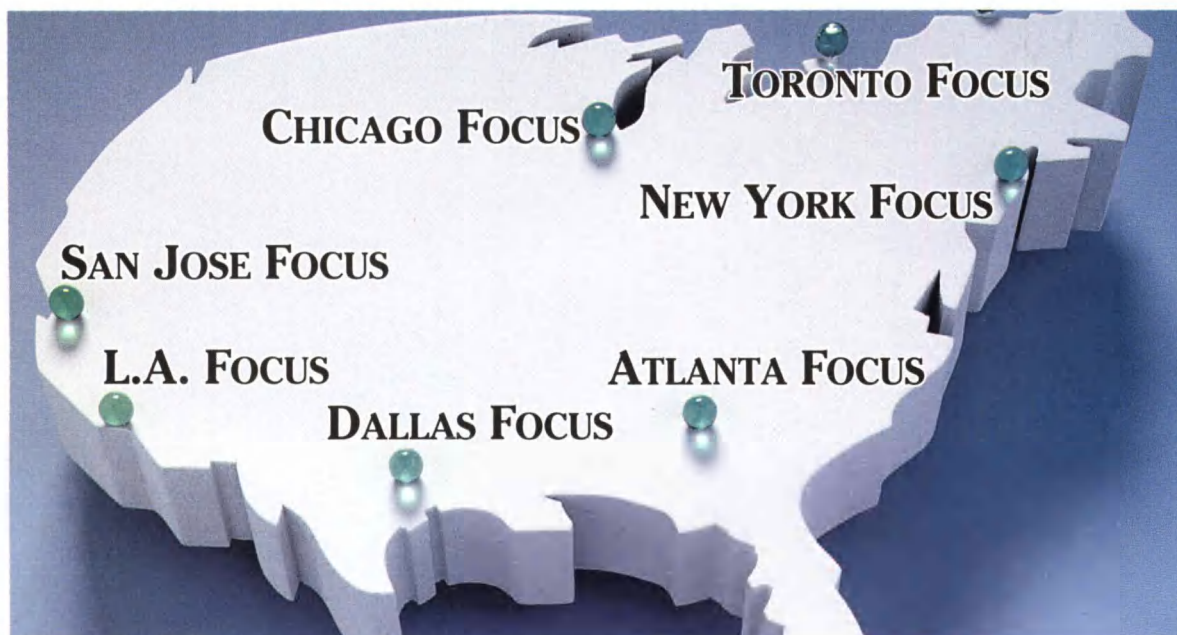 TORONTO FOCUS
CHICAGO FOCUS
NEW YORK FOCUS
SAN JOSE FOCUS
L.A. FOCUS
ATLANTA FOCUS
DALLAS FOCUS